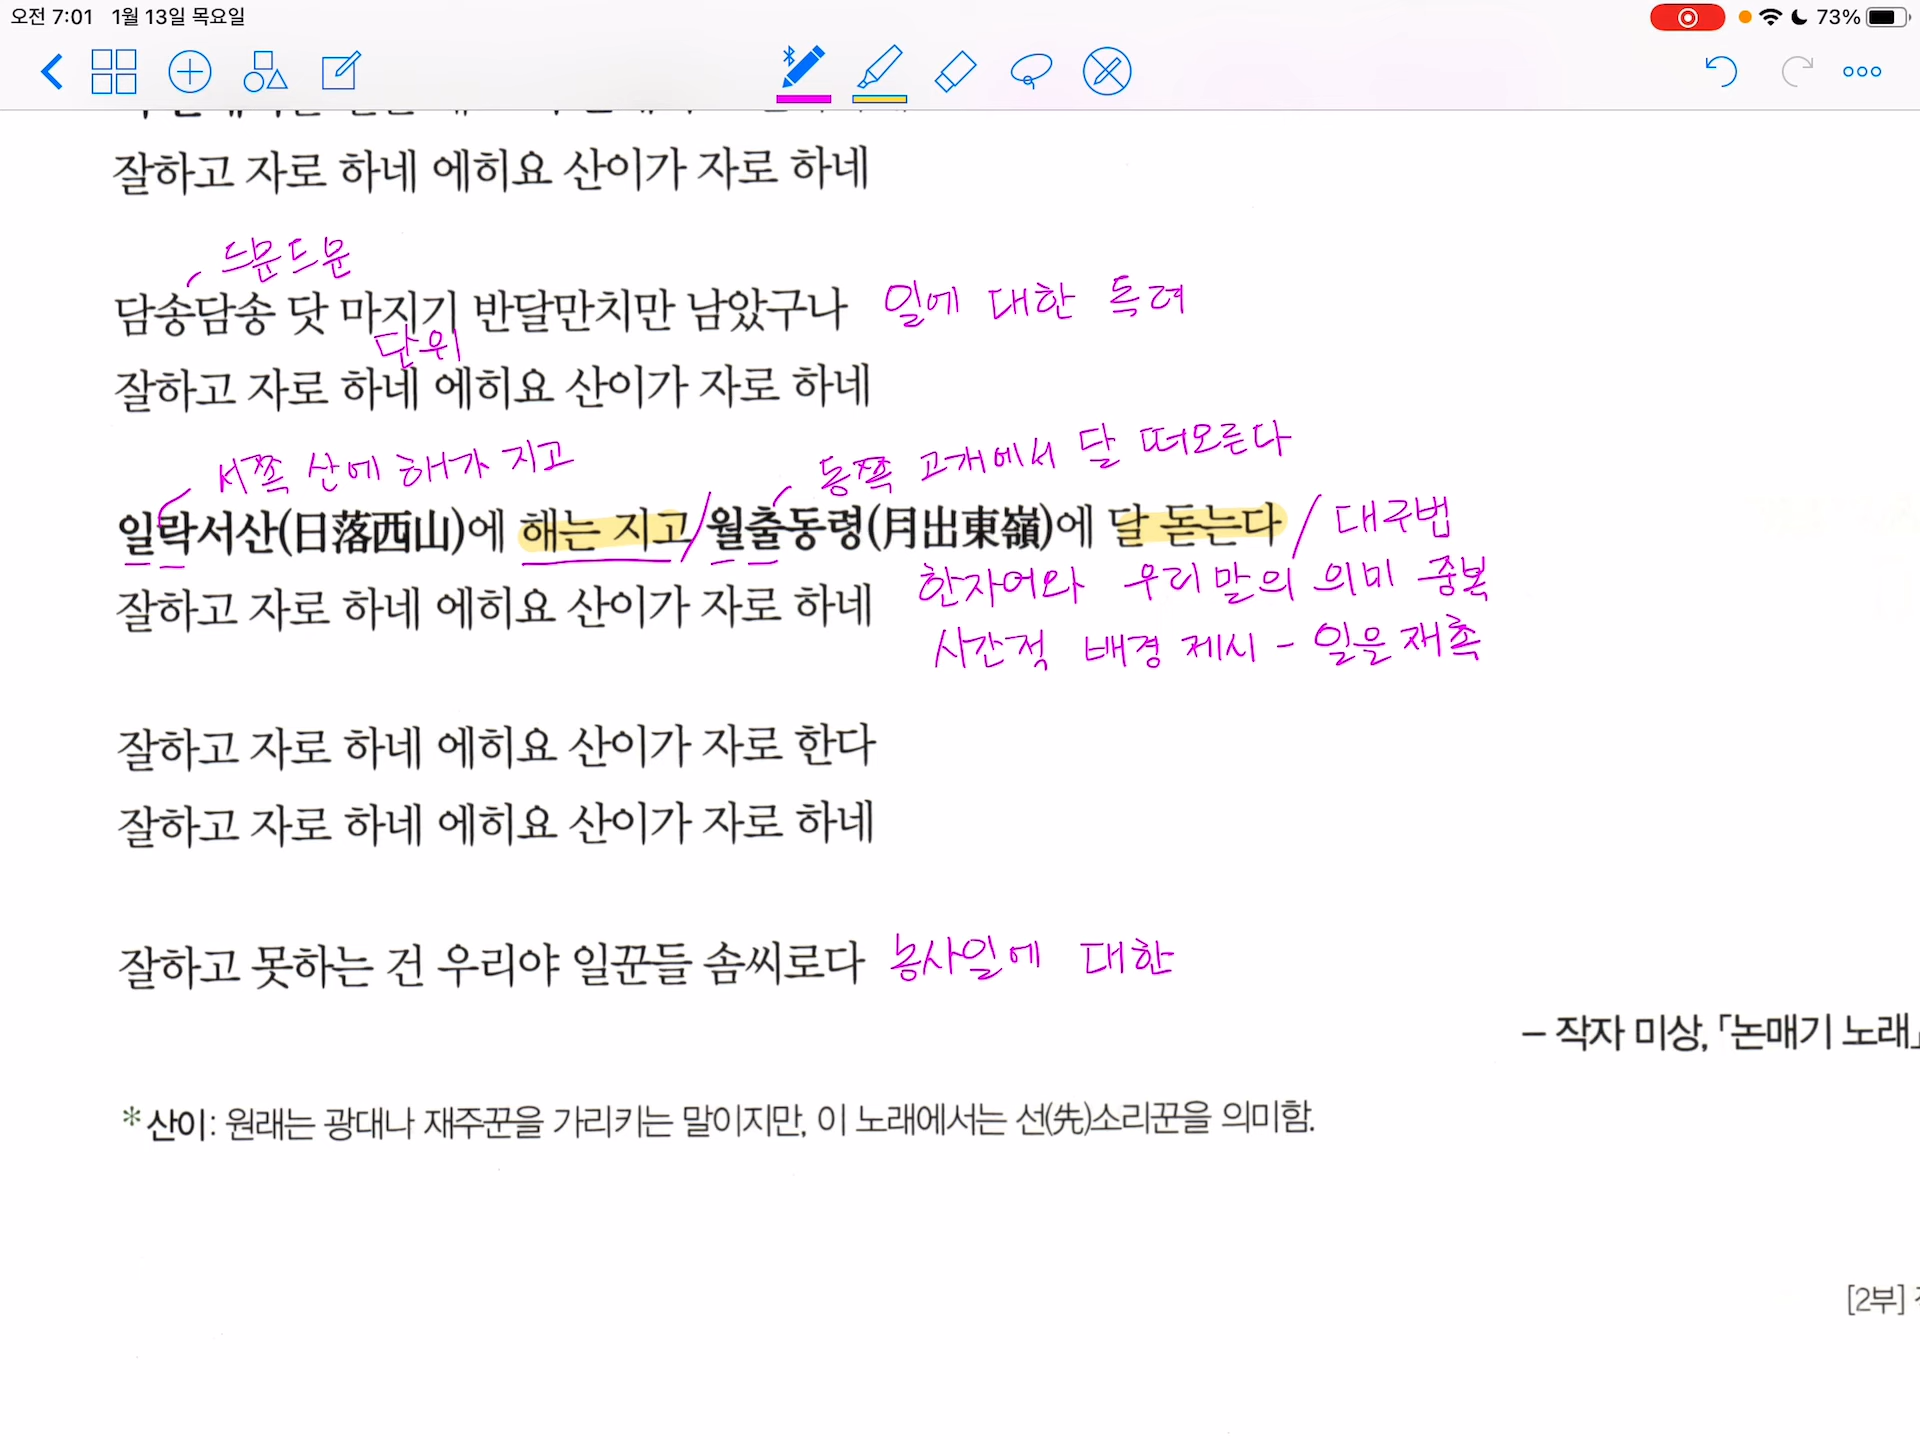 오전 7:01 1월 13일 목요일
73%
잘하고 자로 하네 에히요 산이가 자로 하네
드문드문
담송담송 닷 마지기 반달만치만 남았구나 일에 대한 독려
단위
잘하고 자로 하네 에히요 산이가 자로 하네
서쪽 산에 해가 지고 동쪽 고개에서 달 떠오른다
일락서산(日落西山)에 해는 지고/월출동령(月出東嶺)에 달 돋는다/ 대구법
한자어와 우리말의 의미 중복
잘하고 자로 하네 에히요 산이가 자로 하네
시간적 배경 제시 - 일을 재촉
잘하고 자로 하네 에히요 산이가 자로 한다
잘하고 자로 하네 에히요 산이가 자로 하네
잘하고 못하는 건 우리야 일꾼들 솜씨로다 농사일에 대한
– 작자 미상, 「논매기 노래」
* 산이: 원래는 광대나 재주꾼을 가리키는 말이지만, 이 노래에서는 선(先)소리꾼을 의미함.
[2부]